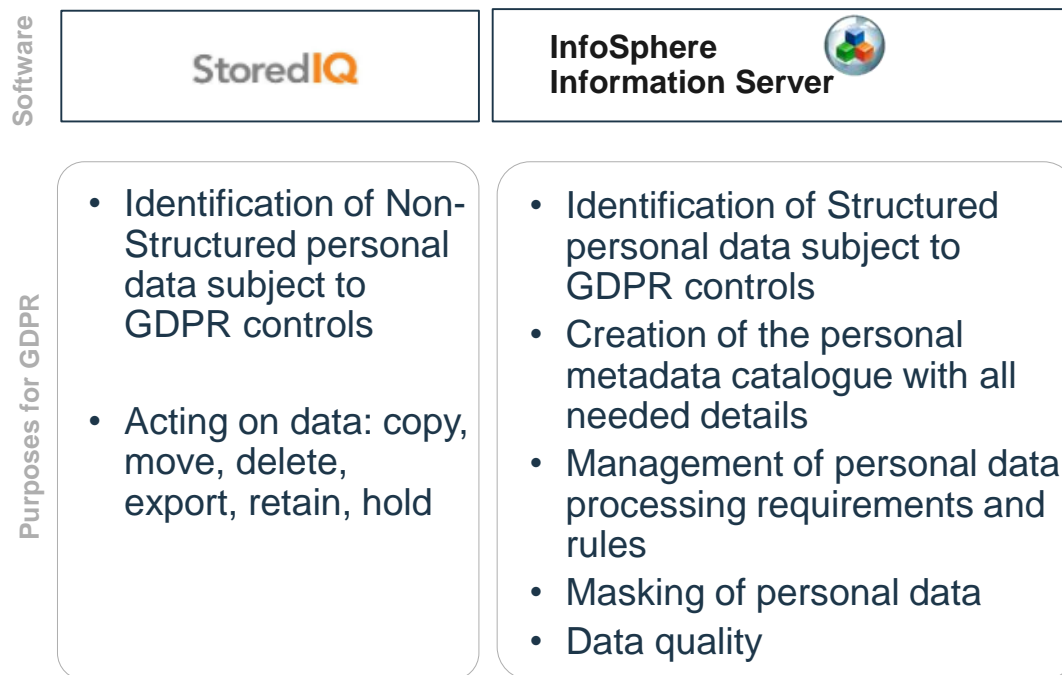 Software
StoredIQ
InfoSphere
Information Server
Purposes for GDPR
• Identification of Non-
Structured personal
data subject to
GDPR controls
• Acting on data: copy,
move, delete,
export, retain, hold
• Identification of Structured
personal data subject to
GDPR controls
• Creation of the personal
metadata catalogue with all
needed details
• Management of personal data
processing requirements and
rules
• Masking of personal data
• Data quality